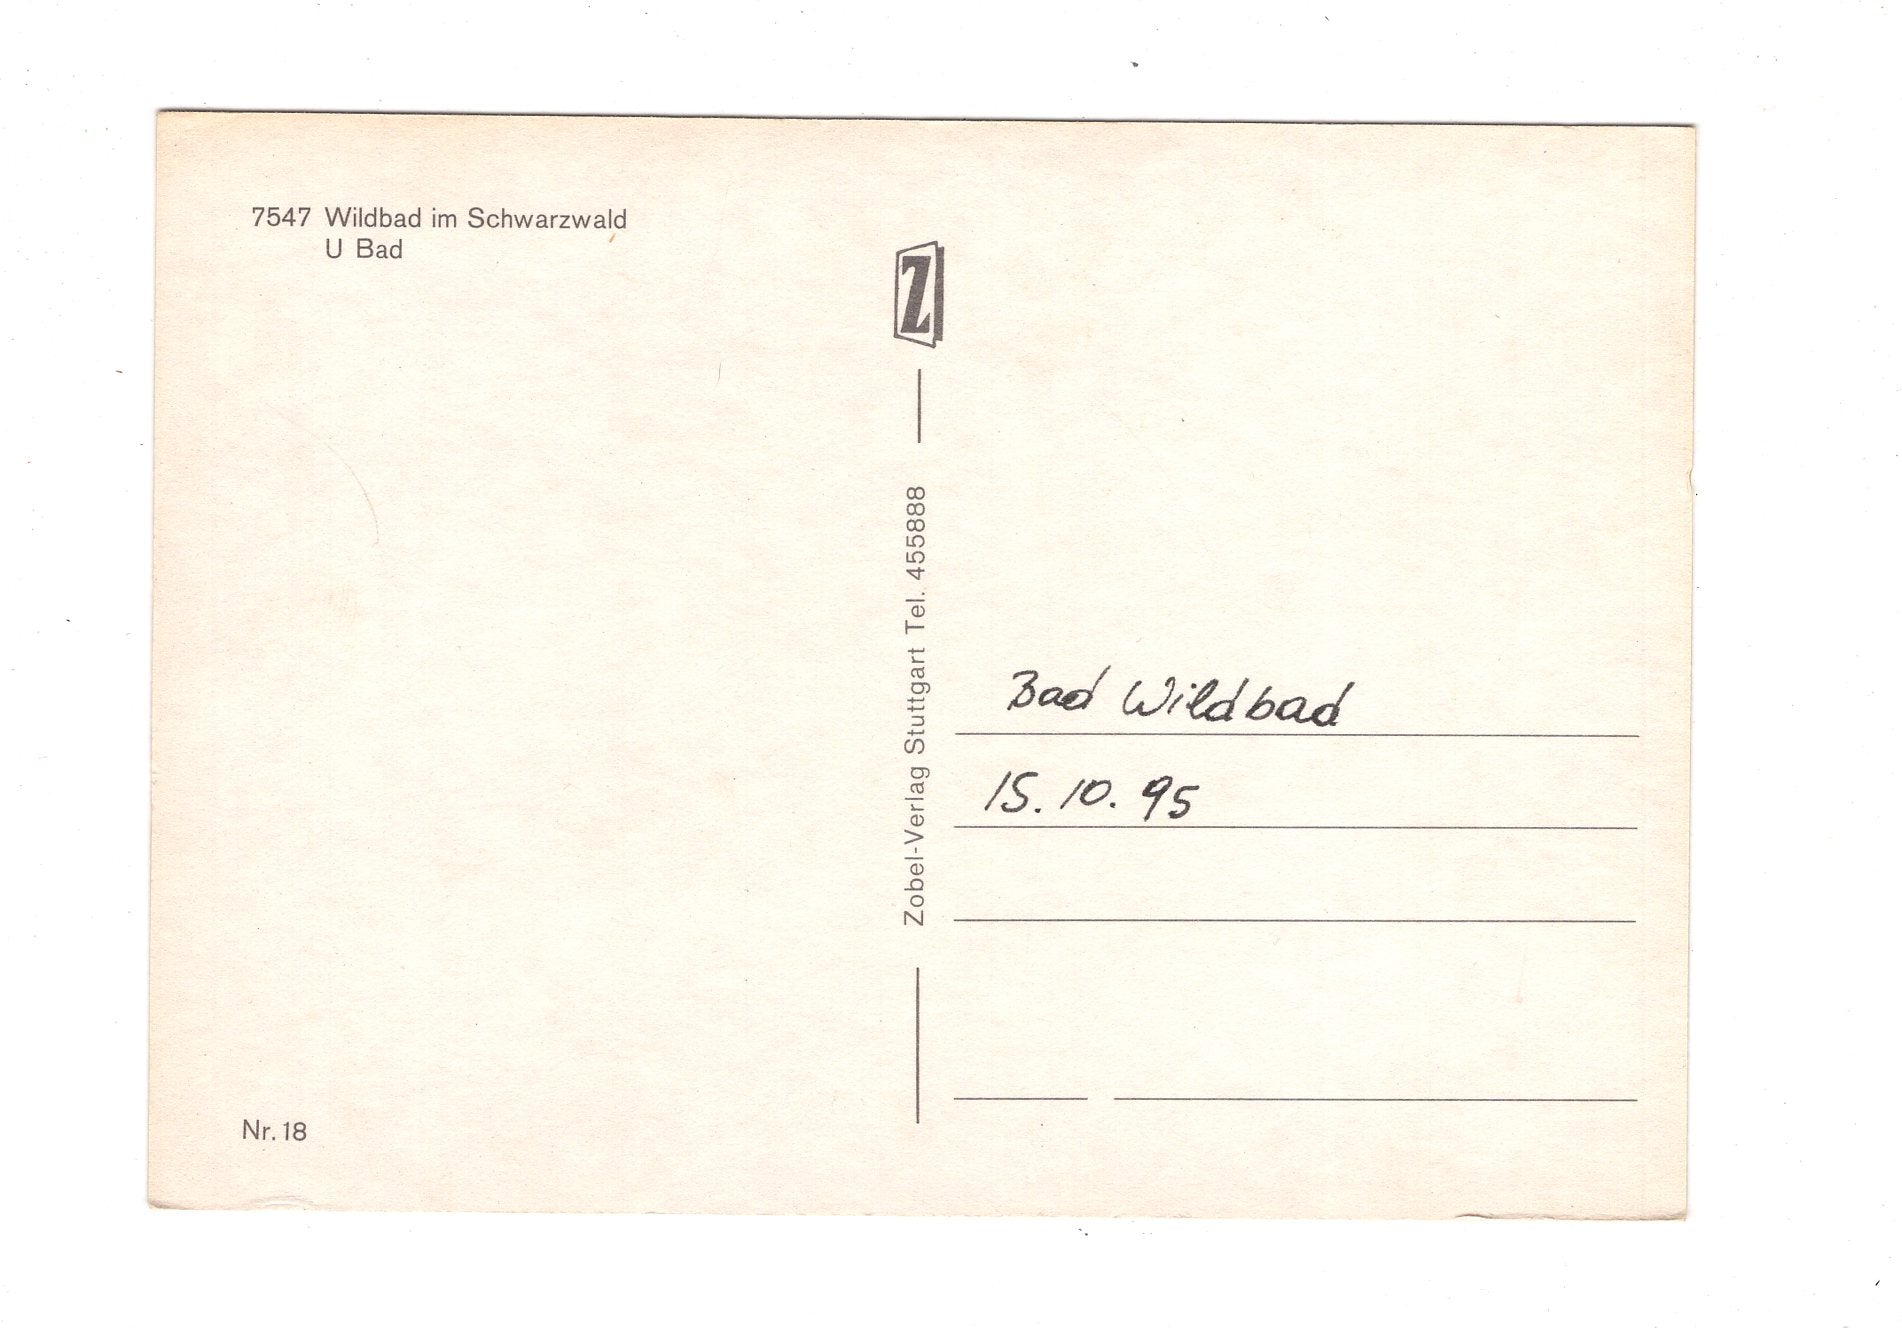 7547 Wildbad im Schwarzwald
U Bad
Z
Zobel-Verlag Stuttgart Tel. 455888
Bad Wildbad
15.10.95
Nr. 18